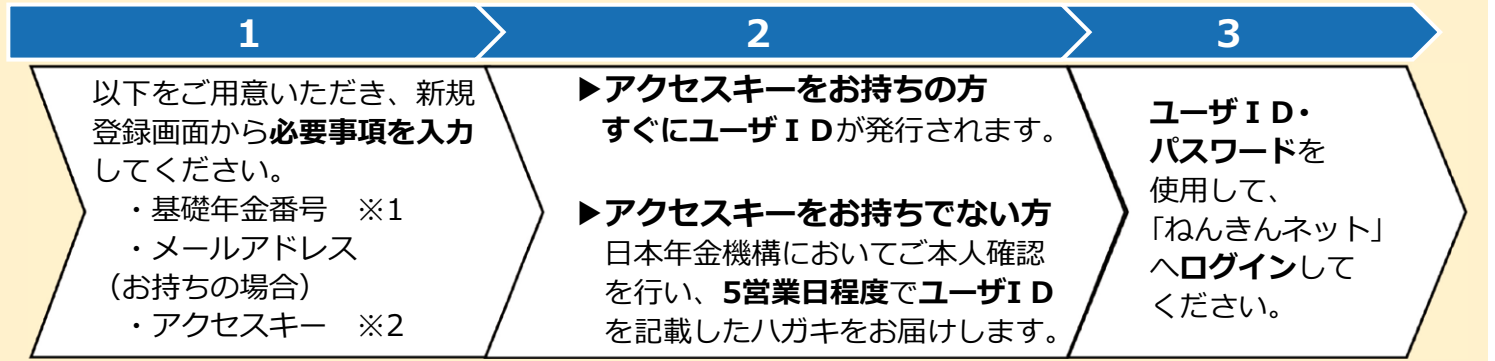 1
以下をご用意いただき、新規
登録画面から必要事項を入力
してください。
・基礎年金番号　※1
・メールアドレス
（お持ちの場合）
・アクセスキー　※2
2
▶アクセスキーをお持ちの方
すぐにユーザＩＤが発行されます。
▶アクセスキーをお持ちでない方
日本年金機構においてご本人確認
を行い、5営業日程度でユーザIＤ
を記載したハガキをお届けします。
3
ユーザＩＤ・
パスワードを
使用して、
「ねんきんネット」
へログインして
ください。